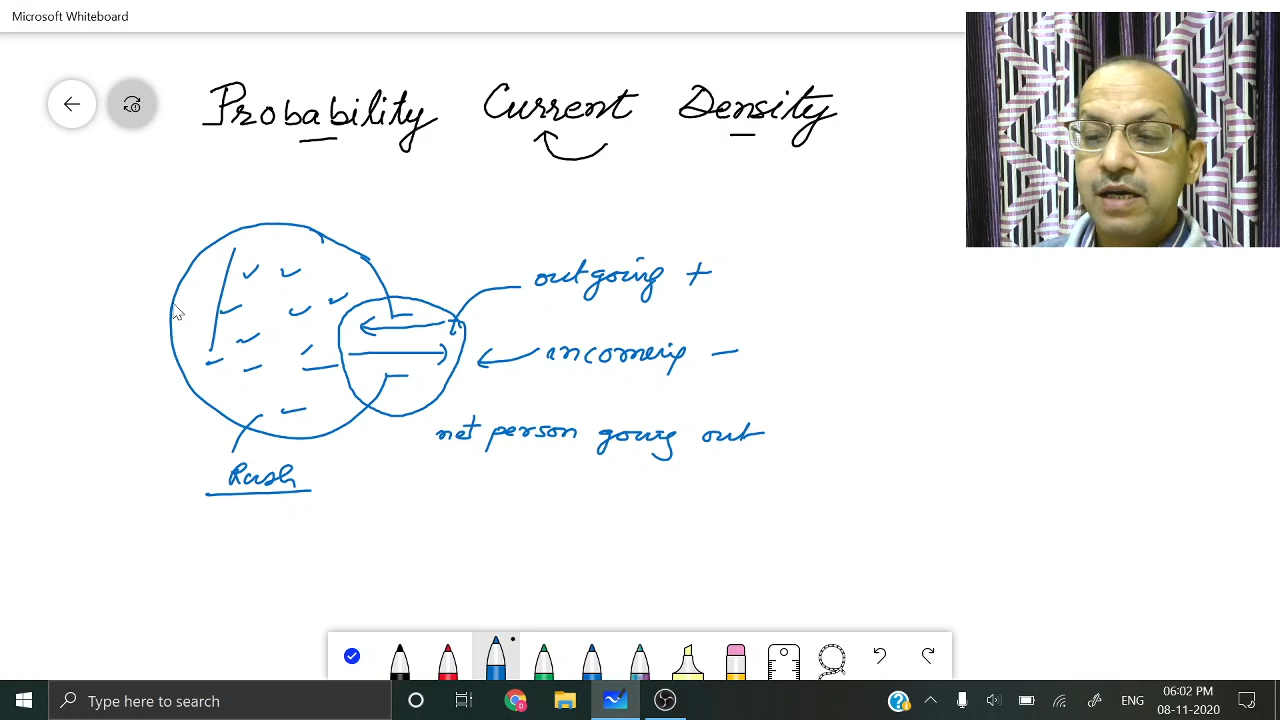 Microsoft Whiteboard
Probability Current Density
outgoing +
incoming -
net person going out
Rush
Type here to search
ENG
06:02 PM
08-11-2020